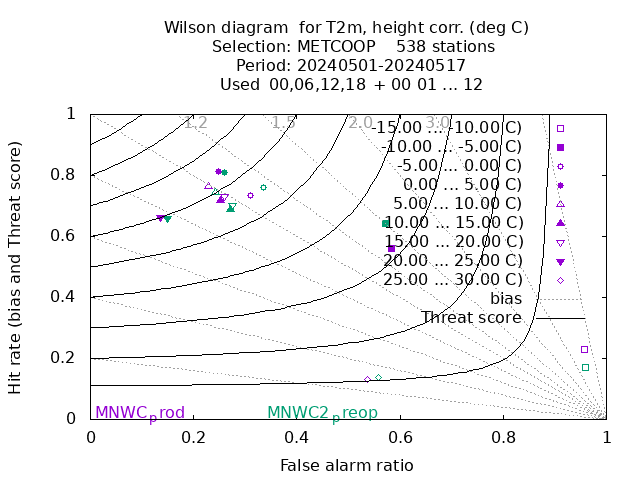 Wilson diagram  for T2m, height corr. (deg C)
Selection: METCOOP    538 stations
Period: 20240501-20240517
Used 00,06,12,18 + 00 01 ... 12
1.2 1.5 2.0 3.0
-15.00 ... -10.00 C)
-10.00 ... -5.00 C)
-5.00 ... 0.00 C)
0.00 ... 5.00 C)
5.00 ... 10.00 C)
10.00 ... 15.00 C)
15.00 ... 20.00 C)
20.00 ... 25.00 C)
25.00 ... 30.00 C)
bias
Threat score
1
0.8
0.6
0.4
0.2
0
Hit rate (bias and Threat score)
MNWC_prod MNWC2_preop
0 0.2 0.4 0.6 0.8 1
False alarm ratio